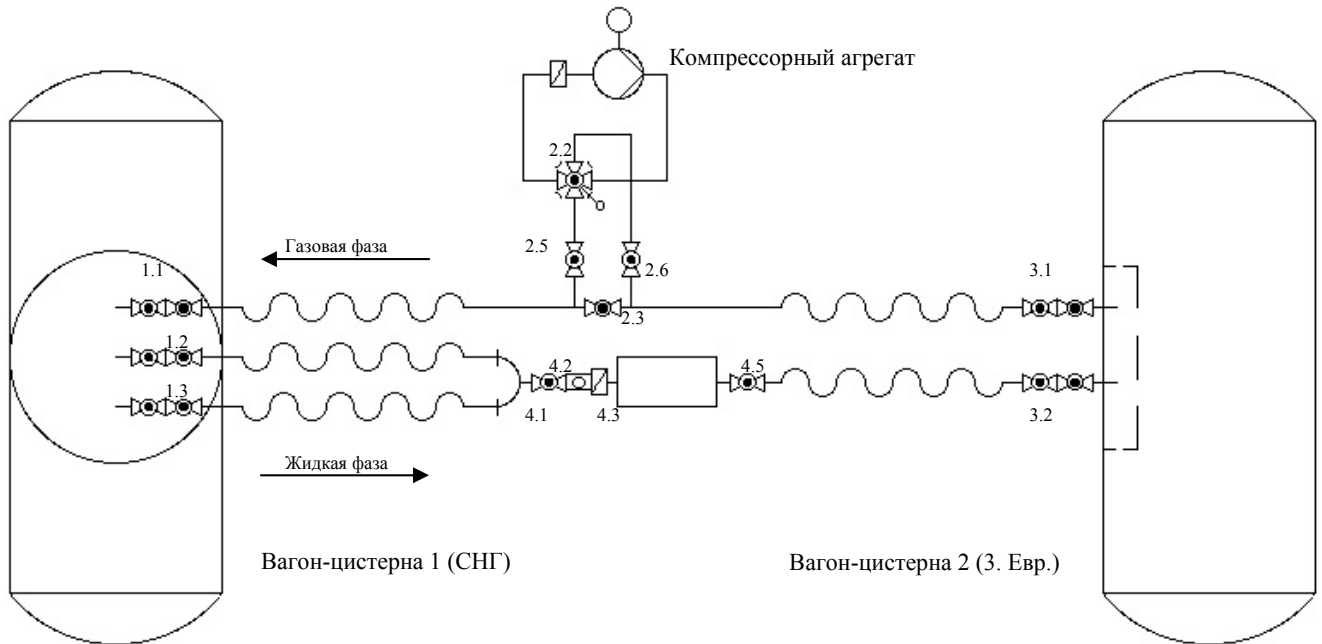 Компрессорный агрегат
2.2
2.5
2.6
Газовая фаза
1.1
3.1
2.3
1.2
4.2
4.5
1.3
4.1
4.3
3.2
Жидкая фаза
Вагон-цистерна 1 (СНГ)
Вагон-цистерна 2 (3. Евр.)